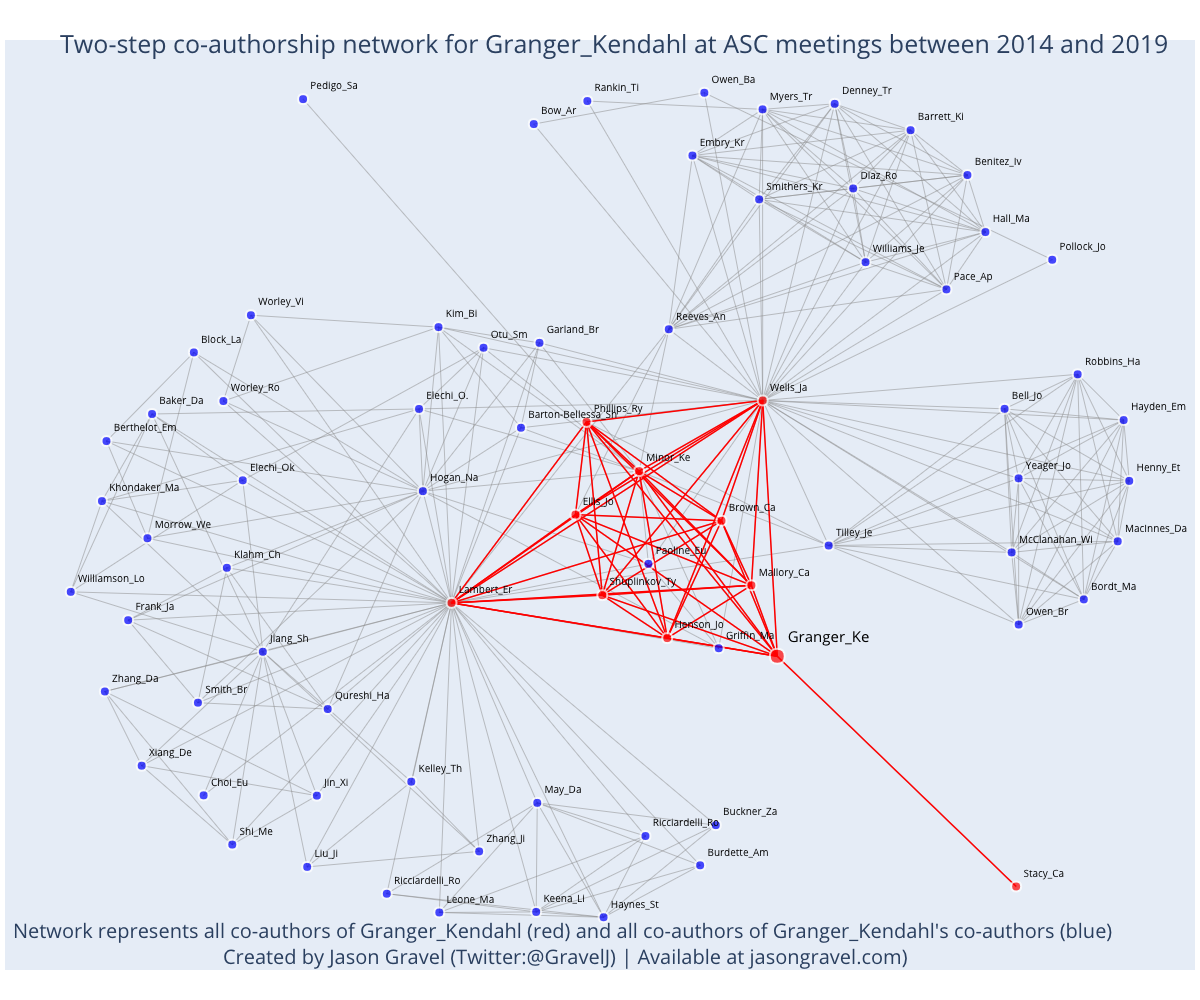 Two-step co-authorship network for Granger_Kendahl at ASC meetings between 2014 and 2019
Pedigo_Sa
Rankin_Ti
Owen_Ba
Bow_Ar
Myers_Tr
Denney_Tr
Barrett_Ki
Embry_Kr
Benitez_Iv
Smithers_Kr
Diaz_Ro
Hall_Ma
Williams_Je
Pollock_Jo
Pace_Ap
Worley_Vi
Kim_Bi
Otu_Sm
Garland_Br
Reeves_An
Block_La
Worley_Ro
Wells_Ja
Robbins_Ha
Baker_Da
Elechi_O.
Barton-Bellessa_Sh
Phillips_Ry
Bell_Jo
Hayden_Em
Berthelot_Em
Elechi_Ok
Hogan_Na
Minor_Ke
Yeager_Jo
Henny_Et
Khondaker_Ma
Ellis_Jo
Brown_Ca
Morrow_We
Tilley_Je
McClanahan_Wi
MacInnes_Da
Klahm_Ch
Paoline_Eu
Williamson_Lo
Lambert_Er
Shuplinkov_Ty
Mallory_Ca
Bordt_Ma
Frank_Ja
Henson_Jo
Griffin_Ma
Granger_Ke
Owen_Br
Jiang_Sh
Zhang_Da
Smith_Br
Qureshi_Ha
Xiang_De
Choi_Eu
Jin_Xi
Kelley_Th
May_Da
Buckner_Za
Ricciardelli_Ro
Shi_Me
Liu_Ji
Zhang_Ji
Burdette_Am
Stacy_Ca
Ricciardelli_Ro
Leone_Ma
Keena_Li
Haynes_St
Network represents all co-authors of Granger_Kendahl (red) and all co-authors of Granger_Kendahl's co-authors (blue)
Created by Jason Gravel (Twitter:@GravelJ) | Available at jasongravel.com)